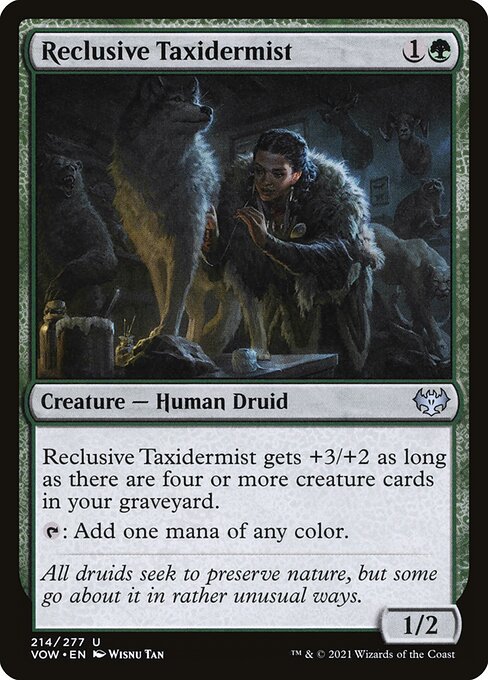 Reclusive Taxidermist 1
Creature — Human Druid
Reclusive Taxidermist gets +3/+2 as long
as there are four or more creature cards
in your graveyard.
: Add one mana of any color.
All druids seek to preserve nature, but some
go about it in rather unusual ways.
1/2
214/277 U
VOW • EN Wisnu Tan
™ & © 2021 Wizards of the Coast